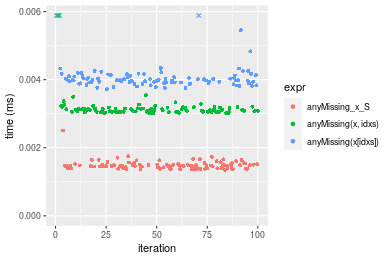 0.006
0.004
0.002
0.000
time (ms)
0
25
50
75
100
iteration
expr
anyMissing_x_S
anyMissing(x, idxs)
anyMissing(x[idxs])